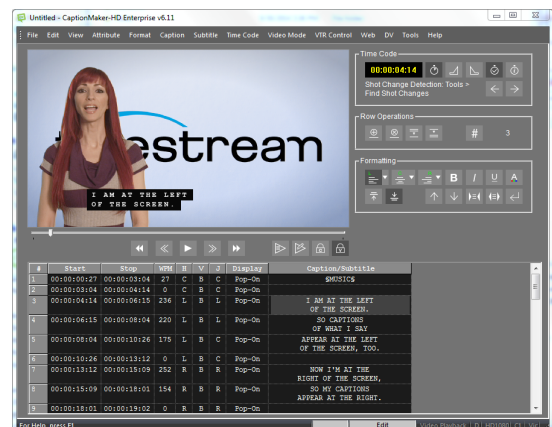 Untitled - CaptionMaker-HD Enterprise v6.11
File Edit View Attribute Format Caption Subtitle Time Code Video Mode VTR Control Web DV Tools Help
estream
I AM AT THE LEFT
OF THE SCREEN.
Time Code
00:00:04:14
Shot Change
Detection: Tools >
Find Shot Changes
Row Operations
# 3
Formatting
B I U A
# Start Stop WPM H V J Display Caption/Subtitle
1 00:00:00:27 00:00:03:04 27 C B C Pop-On §MUSIC§
2 00:00:03:04 00:00:04:14 0 C B C Pop-On
3 00:00:04:14 00:00:06:15 236 L B L Pop-On I AM AT THE LEFT
OF THE SCREEN.
4 00:00:06:15 00:00:08:04 220 L B L Pop-On SO CAPTIONS
OF WHAT I SAY
5 00:00:08:04 00:00:10:26 175 L B C Pop-On APPEAR AT THE LEFT
OF THE SCREEN, TOO.
6 00:00:10:26 00:00:13:12 0 L B C Pop-On
7 00:00:13:12 00:00:15:09 252 R B R Pop-On NOW I'M AT THE
RIGHT OF THE SCREEN,
8 00:00:15:09 00:00:18:01 154 R B R Pop-On SO MY CAPTIONS
APPEAR AT THE RIGHT.
9 00:00:18:01 00:00:19:02 0 R B C Pop-On
For Help, press F1 Edit Video Playback D HD1080 C1